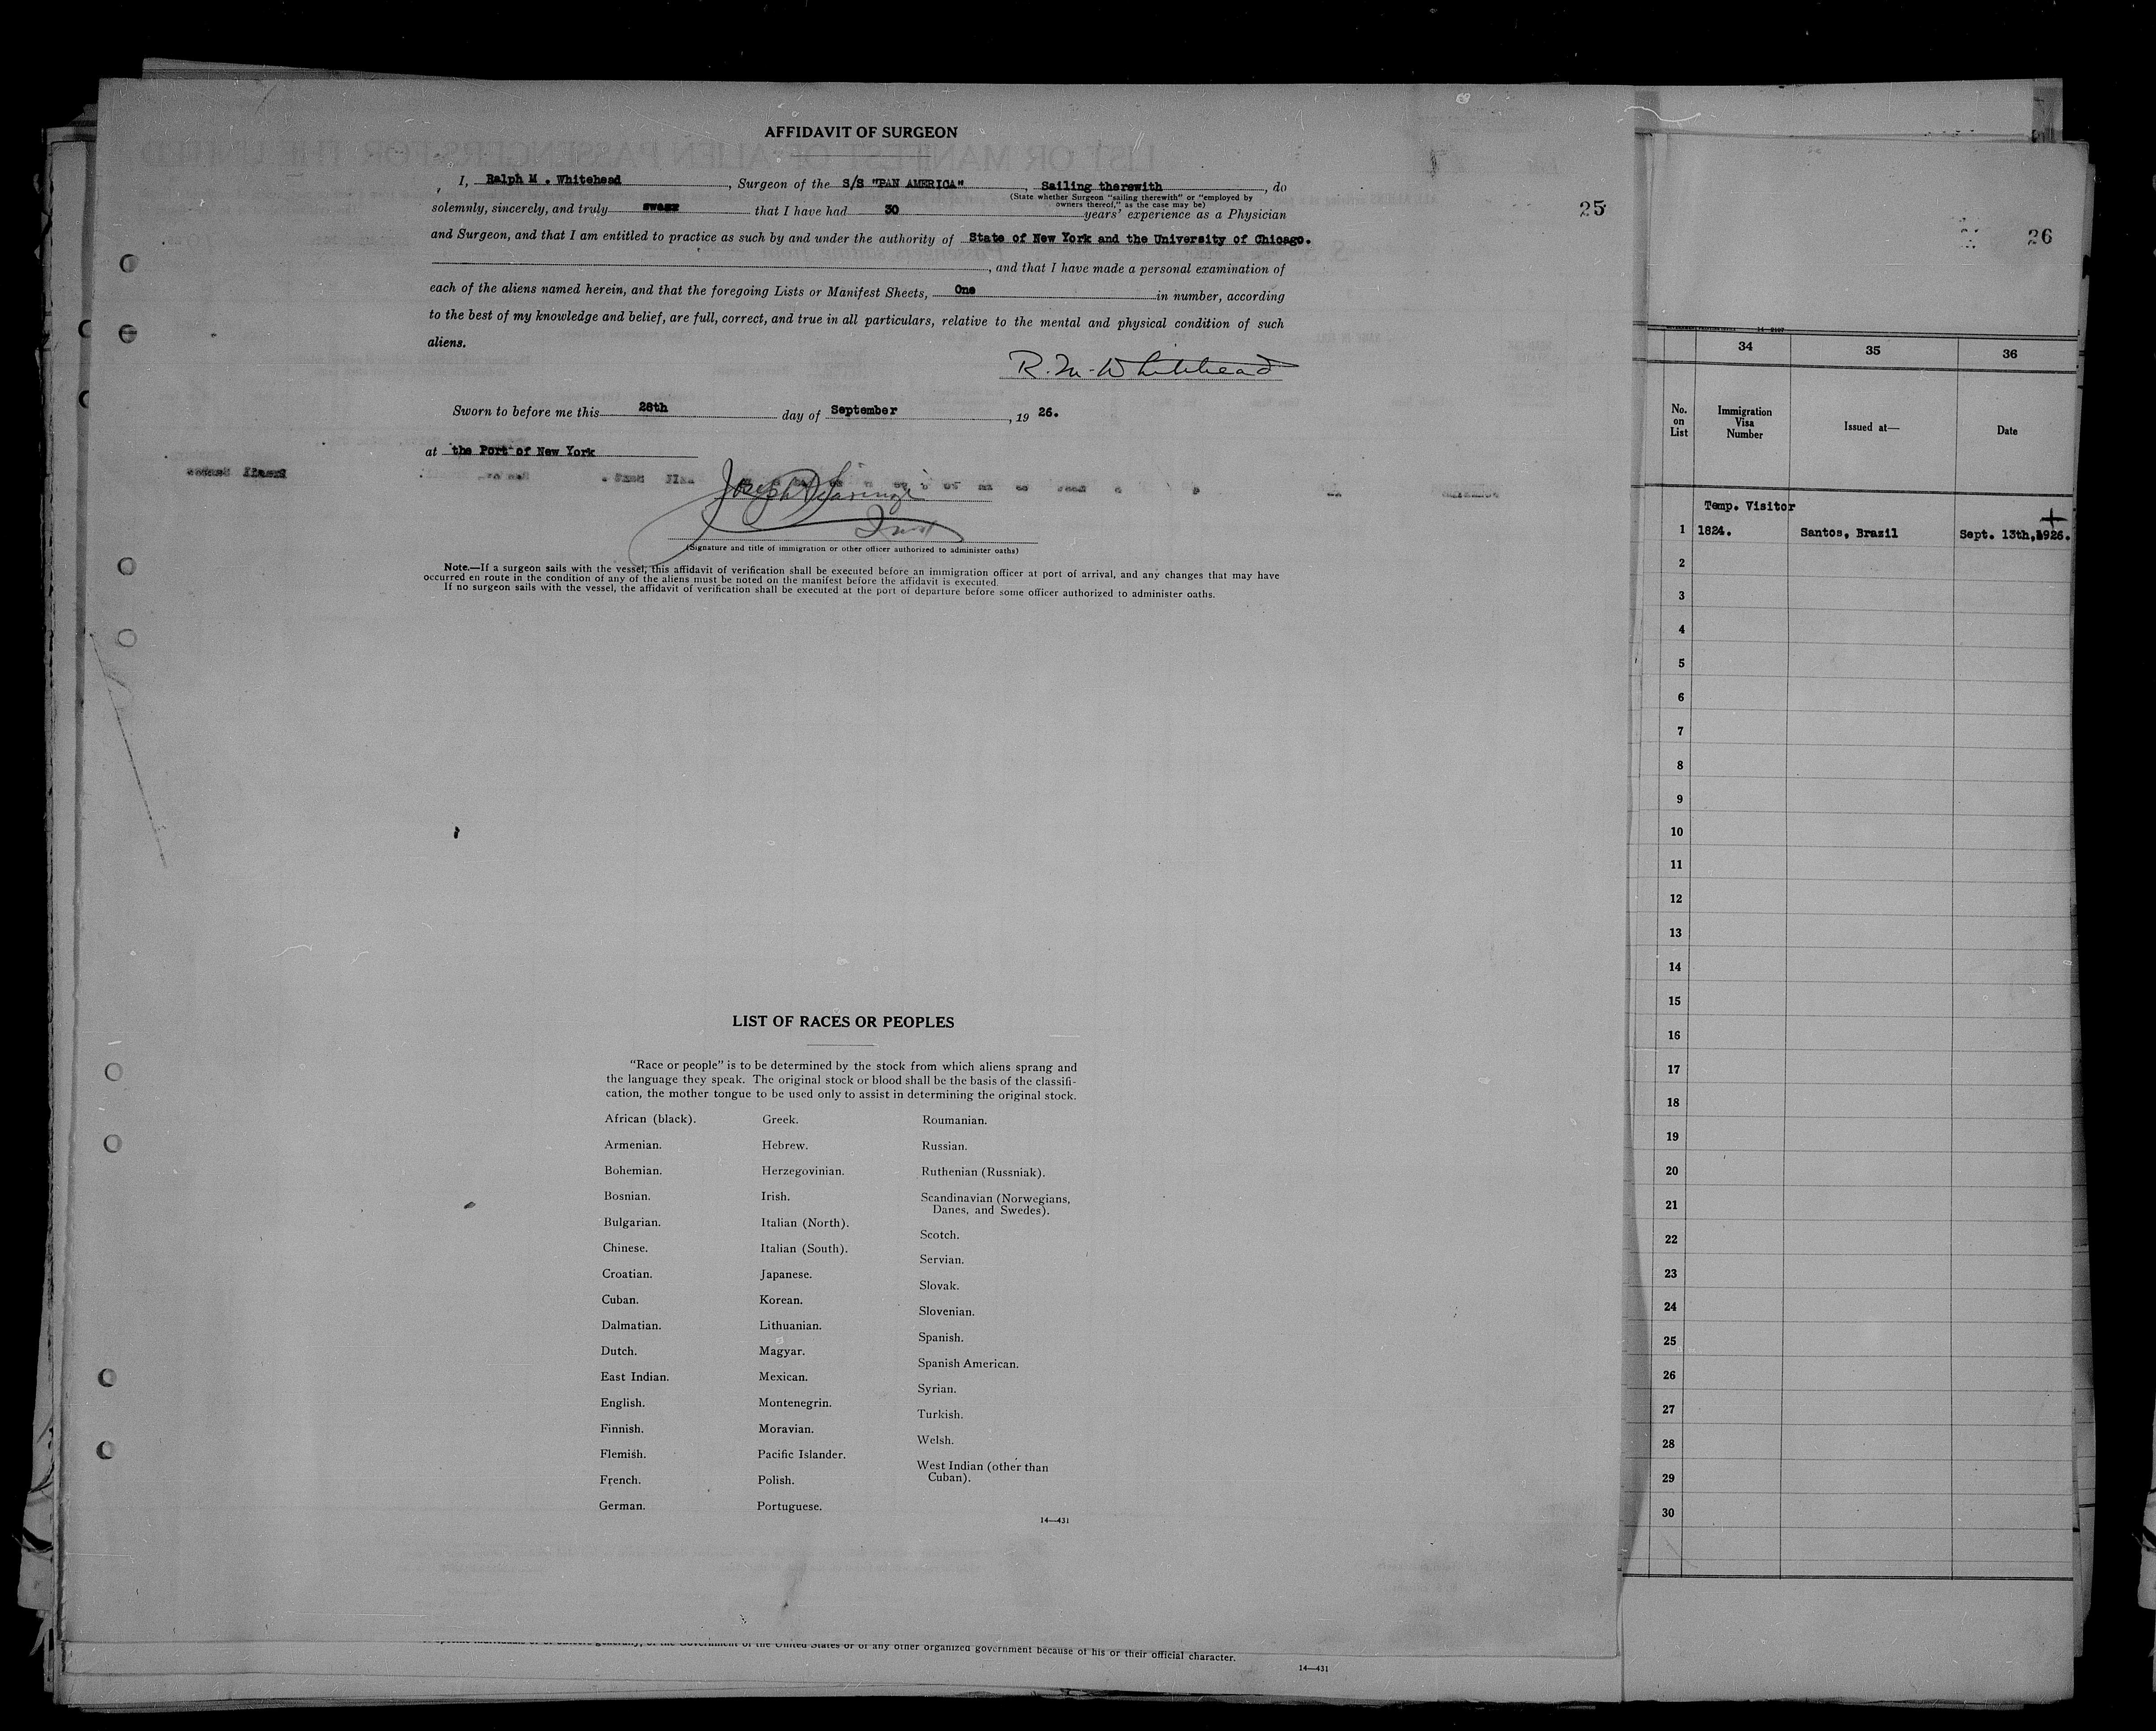 AFFIDAVIT OF SURGEON
I, Ralph M. Whitehead, Surgeon of the S/S "PAN AMERICA", Sailing therewith, do
(State whether Surgeon "sailing therewith" or "employed by
owners thereof," as the case may be)
solemnly, sincerely, and truly swear that I have had 30 years' experience as a Physician
and Surgeon, and that I am entitled to practice as such by and under the authority of State of New York and the University of Chicago.
, and that I have made a personal examination of
each of the aliens named herein, and that the foregoing Lists or Manifest Sheets, One in number, according
to the best of my knowledge and belief, are full, correct, and true in all particulars, relative to the mental and physical condition of such
aliens.
R. M. Whitehead
Sworn to before me this 28th day of September, 1926.
at the Port of New York
Joseph
(Signature and title of immigration or other officer authorized to administer oaths)
Note.—If a surgeon sails with the vessel, this affidavit of verification shall be executed before an immigration officer at port of arrival, and any changes that may have
occurred en route in the condition of any of the aliens must be noted on the manifest before the affidavit is executed.
If no surgeon sails with the vessel, the affidavit of verification shall be executed at the port of departure before some officer authorized to administer oaths.
25
LIST OF RACES OR PEOPLES
"Race or people" is to be determined by the stock from which aliens sprang and
the language they speak. The original stock or blood shall be the basis of the classifi-
cation, the mother tongue to be used only to assist in determining the original stock.
African (black).
Armenian.
Bohemian.
Bosnian.
Bulgarian.
Chinese.
Croatian.
Cuban.
Dalmatian.
Dutch.
East Indian.
English.
Finnish.
Flemish.
French.
German.
Greek.
Hebrew.
Herzegovinian.
Irish.
Italian (North).
Italian (South).
Japanese.
Korean.
Lithuanian.
Magyar.
Mexican.
Montenegrin.
Moravian.
Pacific Islander.
Polish.
Portuguese.
Roumanian.
Russian.
Ruthenian (Russniak).
Scandinavian (Norwegians,
Danes, and Swedes).
Scotch.
Servian.
Slovak.
Slovenian.
Spanish.
Spanish American.
Syrian.
Turkish.
Welsh.
West Indian (other than
Cuban).
14—431
of the United States or of any other organized government because of his or their official character.
14—431
26
34
35
36
No.
on
List
Immigration
Visa
Number
Issued at—
Date
Temp. Visitor
1 1824. Santos, Brazil Sept. 13th, 1926.
2
3
4
5
6
7
8
9
10
11
12
13
14
15
16
17
18
19
20
21
22
23
24
25
26
27
28
29
30